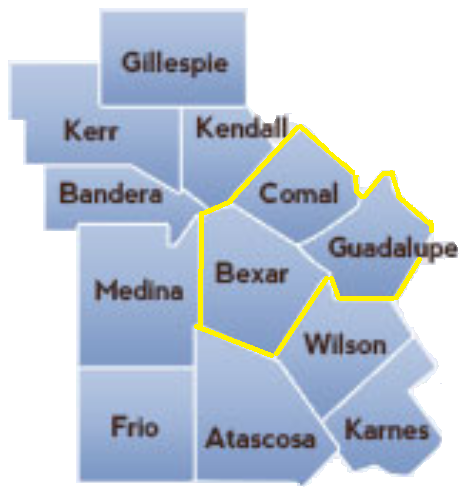 Gillespie
Kerr
Kendall
Bandera
Comal
Guadalupe
Medina
Bexar
Wilson
Frio
Atascosa
Karnes